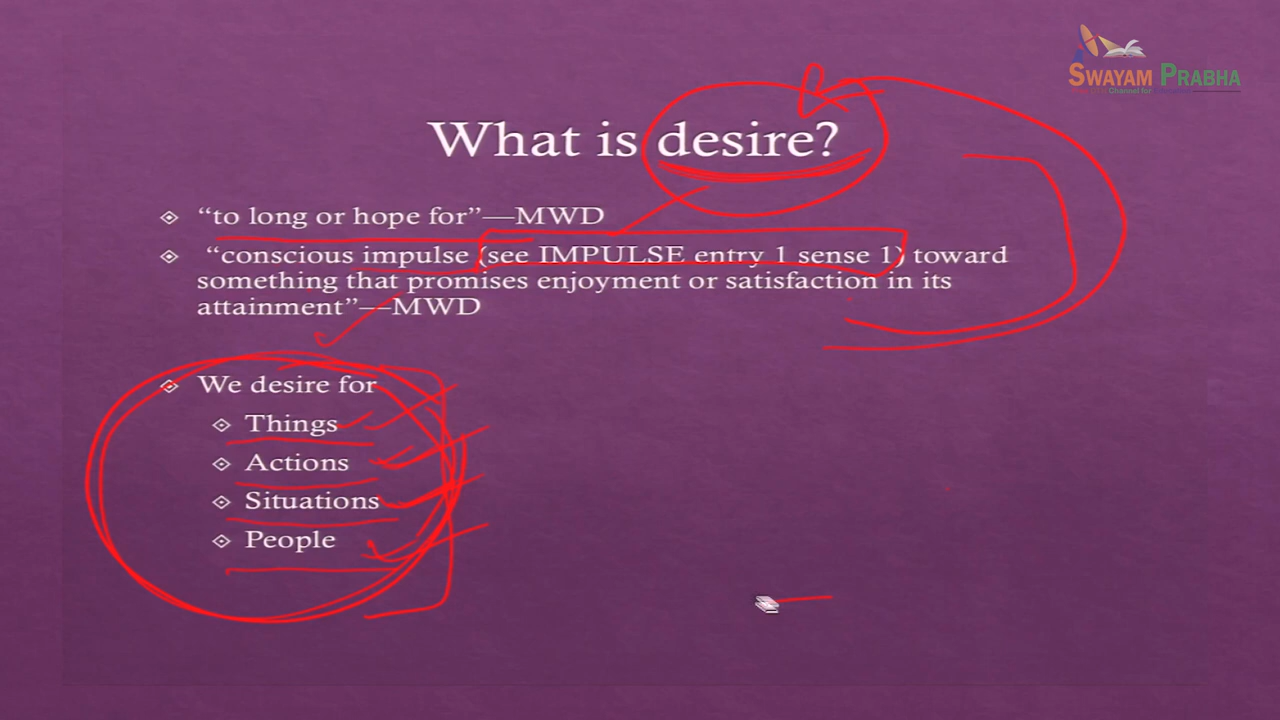 SWAYAM PRABHA
What is desire?
“to long or hope for”—MWD
“conscious impulse (see IMPULSE entry 1 sense 1) toward
something that promises enjoyment or satisfaction in its
attainment”—MWD
We desire for
Things
Actions
Situations
People